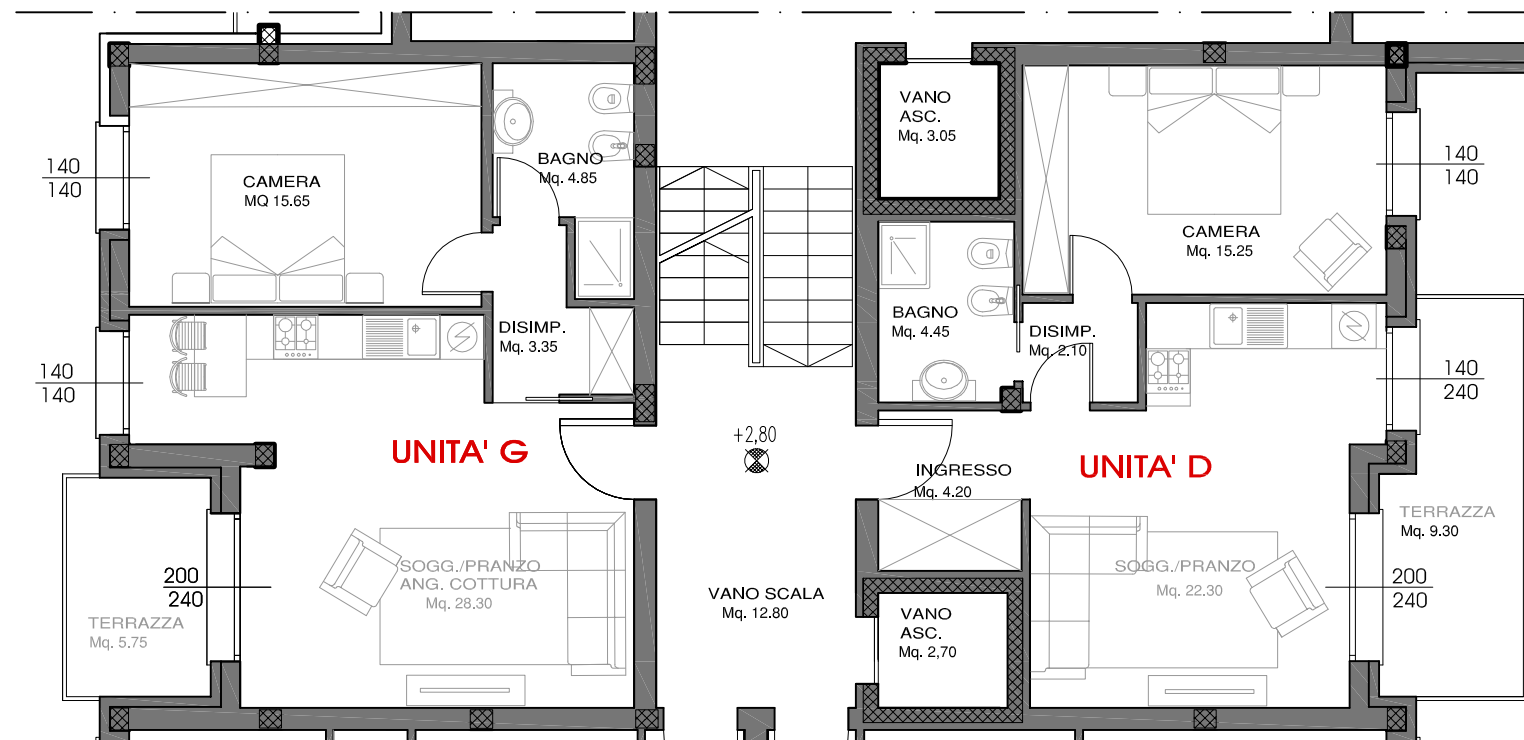 140
140
CAMERA
MQ 15.65
BAGNO
Mq. 4.85
DISIMP.
Mq. 3.35
140
140
UNITA' G
SOGG./PRANZO
ANG. COTTURA
Mq. 28.30
200
240
TERRAZZA
Mq. 5.75
+2,80
VANO SCALA
Mq. 12.80
VANO
ASC.
Mq. 3.05
BAGNO
Mq. 4.45
DISIMP.
Mq. 2.10
CAMERA
Mq. 15.25
140
140
140
240
INGRESSO
Mq. 4.20
UNITA' D
SOGG./PRANZO
Mq. 22.30
TERRAZZA
Mq. 9.30
200
240
VANO
ASC.
Mq. 2,70